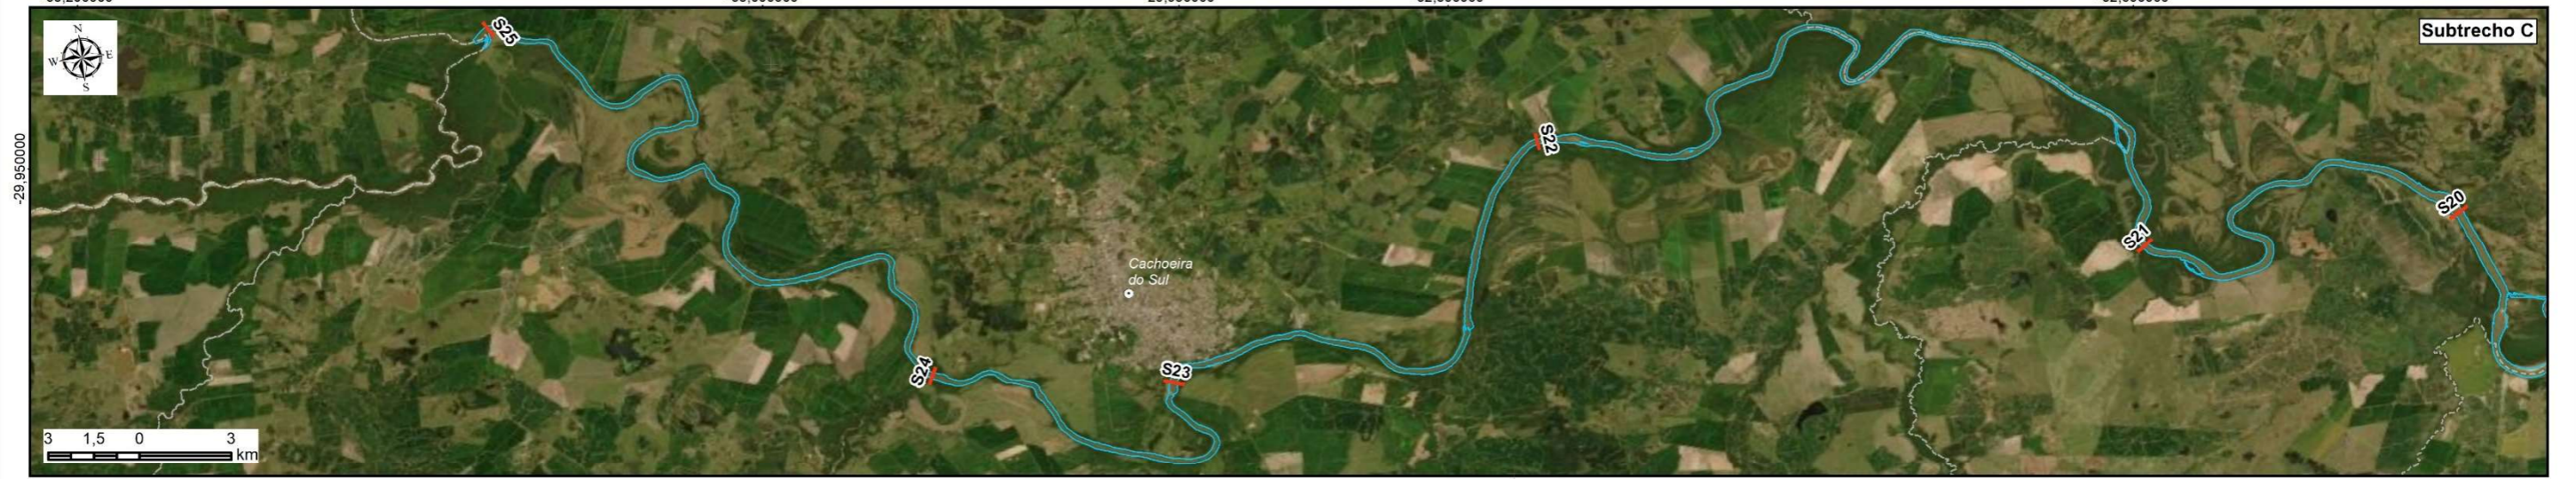 Subtrecho C
N
W E
S
S25
S22
S20
S21
-29,950000
Cachoeira
do Sul
S24
S23
3 1,5 0 3
km